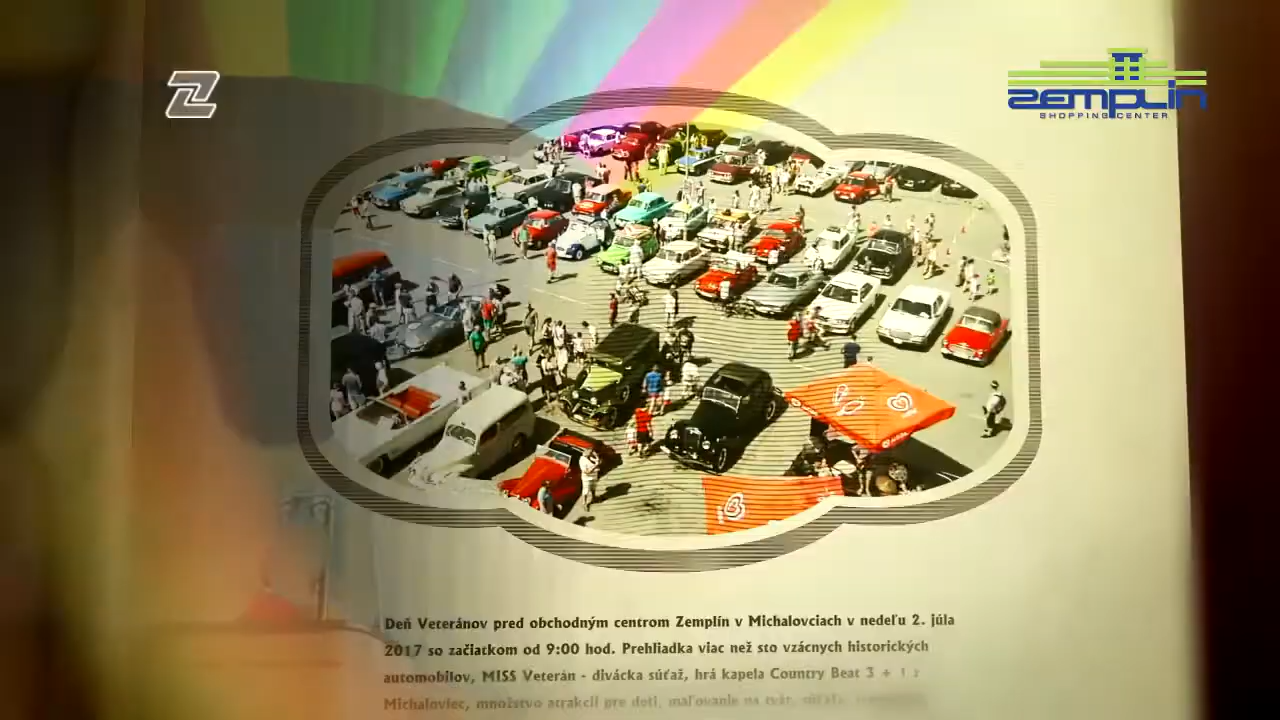 Z
ZEMPLIN
SHOPPING CENTER
Deň Veteránov pred obchodným centrom Zemplín v Michalovciach v nedeľu 2. júla
2017 so začiatkom od 9:00 hod. Prehliadka viac než sto vzácnych historických
automobilov, MISS Veterán - divácka súťaž, hrá kapela Country Beat 3 + 1 z
Michaloviec, množstvo atrakcií pre deti, maľovanie na tvár, súťaže,